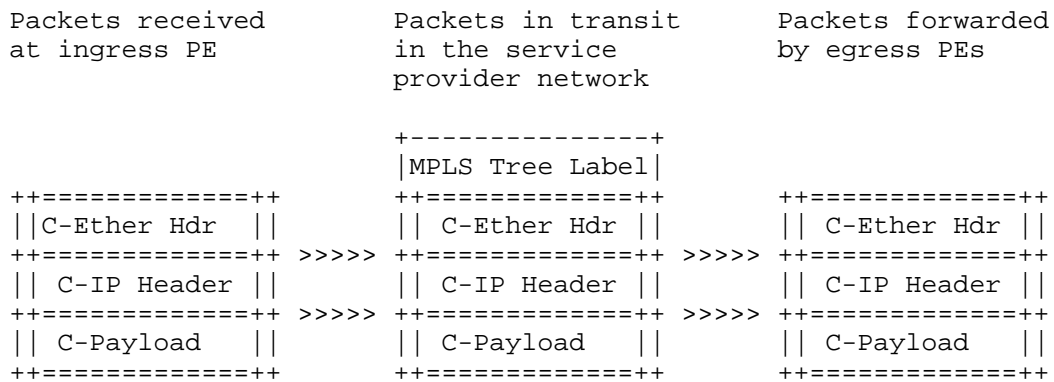 Packets received        Packets in transit      Packets forwarded
at ingress PE           in the service          by egress PEs
                        provider network

                        +---------------+
                        |MPLS Tree Label|
++=============++       ++=============++       ++=============++
||C-Ether Hdr  ||       || C-Ether Hdr ||       || C-Ether Hdr ||
++=============++ >>>>> ++=============++ >>>>> ++=============++
|| C-IP Header ||       || C-IP Header ||       || C-IP Header ||
++=============++ >>>>> ++=============++ >>>>> ++=============++
|| C-Payload   ||       || C-Payload   ||       || C-Payload   ||
++=============++       ++=============++       ++=============++